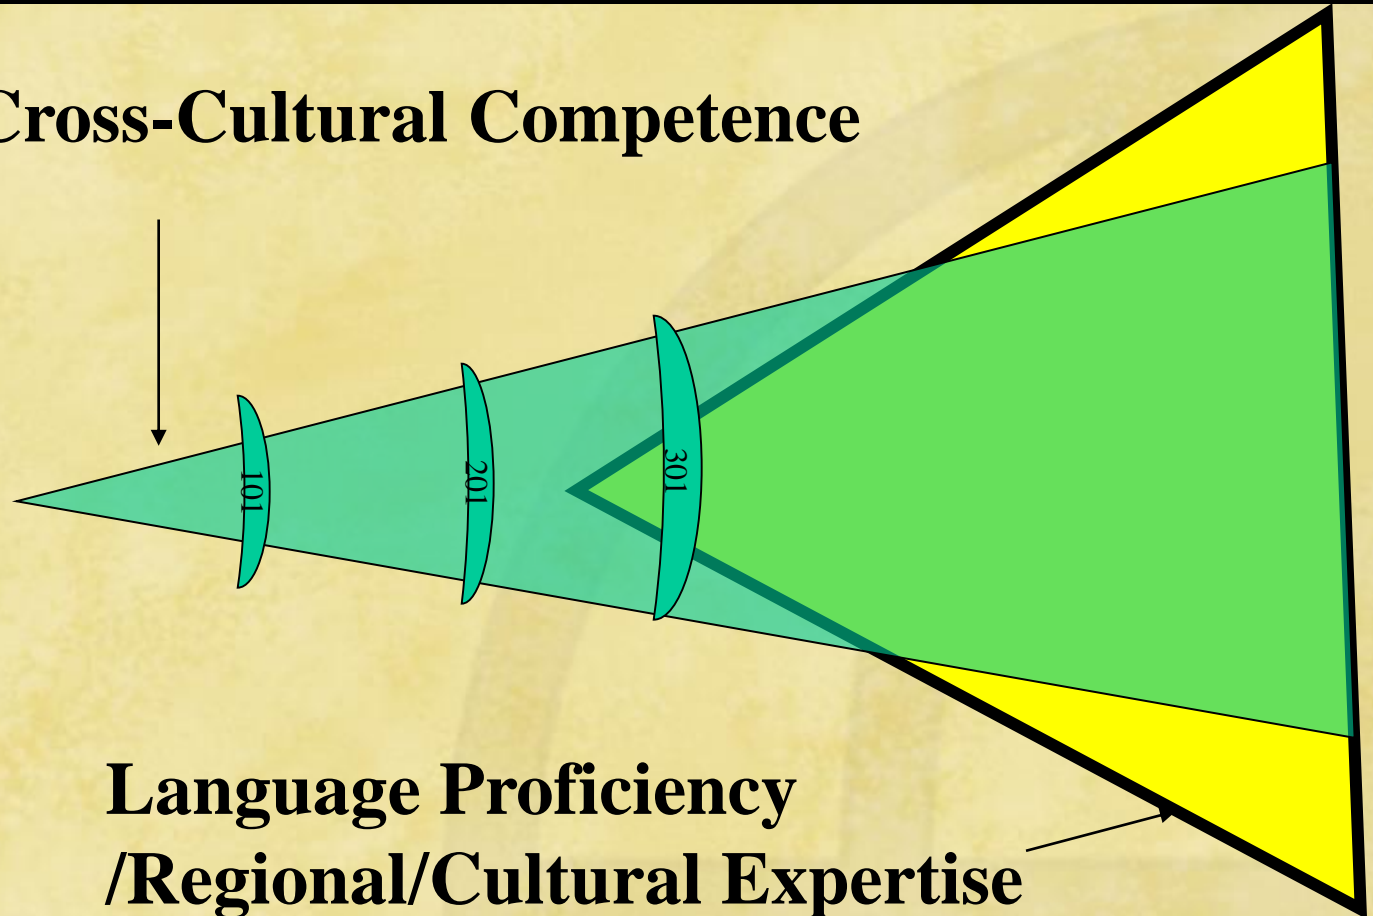 Cross-Cultural Competence
101
201
301
Language Proficiency
/Regional/Cultural Expertise